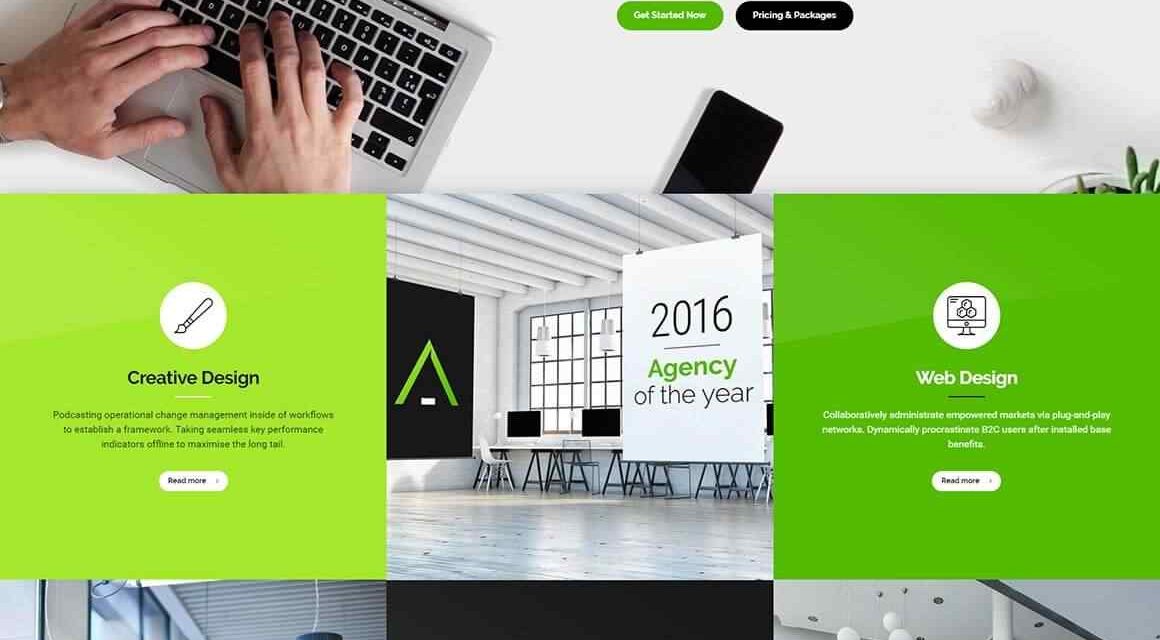 Get Started Now
Pricing & Packages
Creative Design
Podcasting operational change management inside of workflows
to establish a framework. Taking seamless key performance
indicators offline to maximise the long tail.
Read more
2016
Agency
of the year
Web Design
Collaboratively administrate empowered markets via plug-and-play
networks. Dynamically procrastinate B2C users after installed base
benefits.
Read more